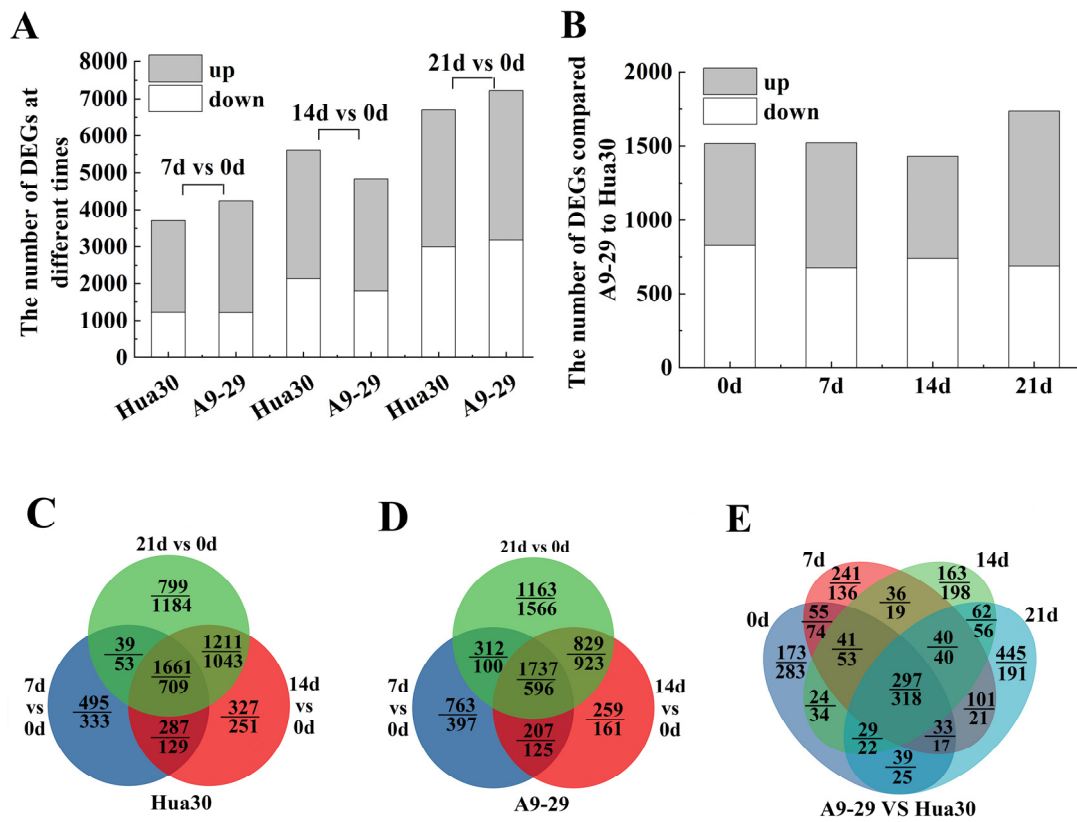 A
The number of DEGs at
different times
8000
7000
6000
5000
4000
3000
2000
1000
0
up
down
7d vs 0d
14d vs 0d
21d vs 0d
Hua30
A9-29
Hua30
A9-29
Hua30
A9-29
B
The number of DEGs compared
A9-29 to Hua30
2000
1500
1000
500
0
up
down
0d
7d
14d
21d
C
21d vs 0d
799
1184
39
53
1211
1043
1661
709
7d
vs
0d
495
333
287
129
327
251
14d
vs
0d
Hua30
D
21d vs 0d
1163
1566
312
100
829
923
1737
596
7d
vs
0d
763
397
207
125
259
161
14d
vs
0d
A9-29
E
7d
14d
0d
21d
241
136
163
198
55
74
36
19
62
56
173
283
41
53
40
40
445
191
297
318
24
34
101
21
29
22
33
17
39
25
A9-29 VS Hua30